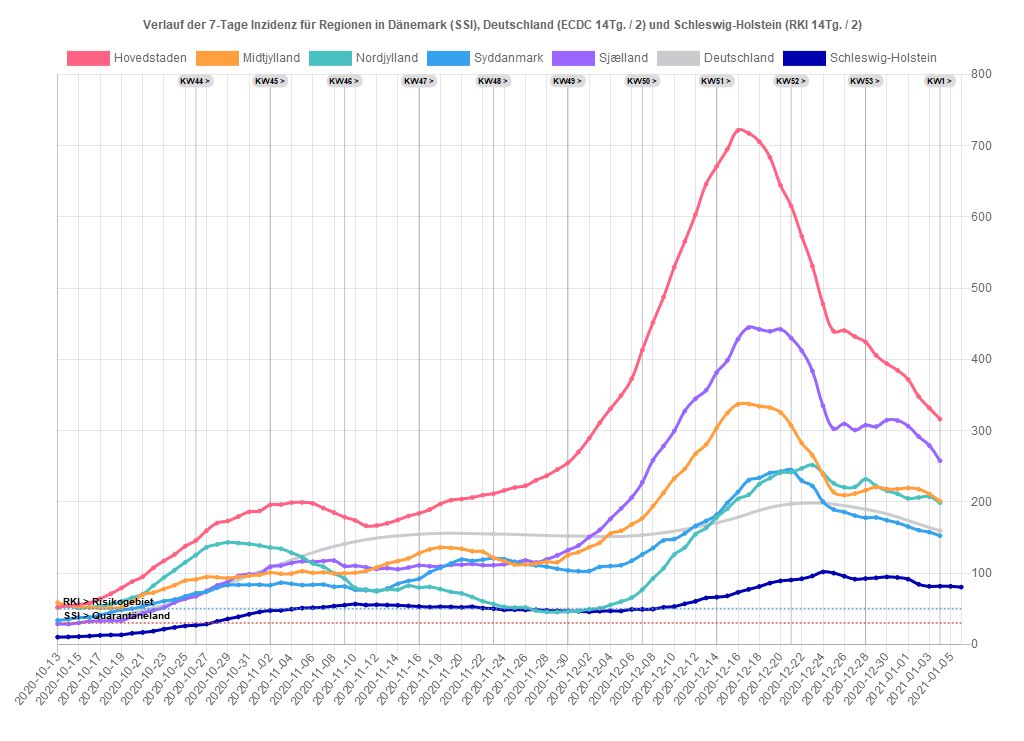 Verlauf der 7-Tage Inzidenz für Regionen in Dänemark (SSI), Deutschland (ECDC 14Tg. / 2) und Schleswig-Holstein (RKI 14Tg. / 2)
Hovedstaden Midtjylland Nordjylland Syddanmark Sjælland Deutschland Schleswig-Holstein
KW44 > KW45 > KW46 > KW47 > KW48 > KW49 > KW50 > KW51 > KW52 > KW53 > KW1 >
800
700
600
500
400
300
200
100
0
RKI > Risikogebiet
SSI > Quarantäneland
2020-10-13 2020-10-15 2020-10-17 2020-10-19 2020-10-21 2020-10-23 2020-10-25 2020-10-27 2020-10-29 2020-10-31 2020-11-02 2020-11-04 2020-11-06 2020-11-08 2020-11-10 2020-11-12 2020-11-14 2020-11-16 2020-11-18 2020-11-20 2020-11-22 2020-11-24 2020-11-26 2020-11-28 2020-11-30 2020-12-02 2020-12-04 2020-12-06 2020-12-08 2020-12-10 2020-12-12 2020-12-14 2020-12-16 2020-12-18 2020-12-20 2020-12-22 2020-12-24 2020-12-26 2020-12-28 2020-12-30 2021-01-01 2021-01-03 2021-01-05